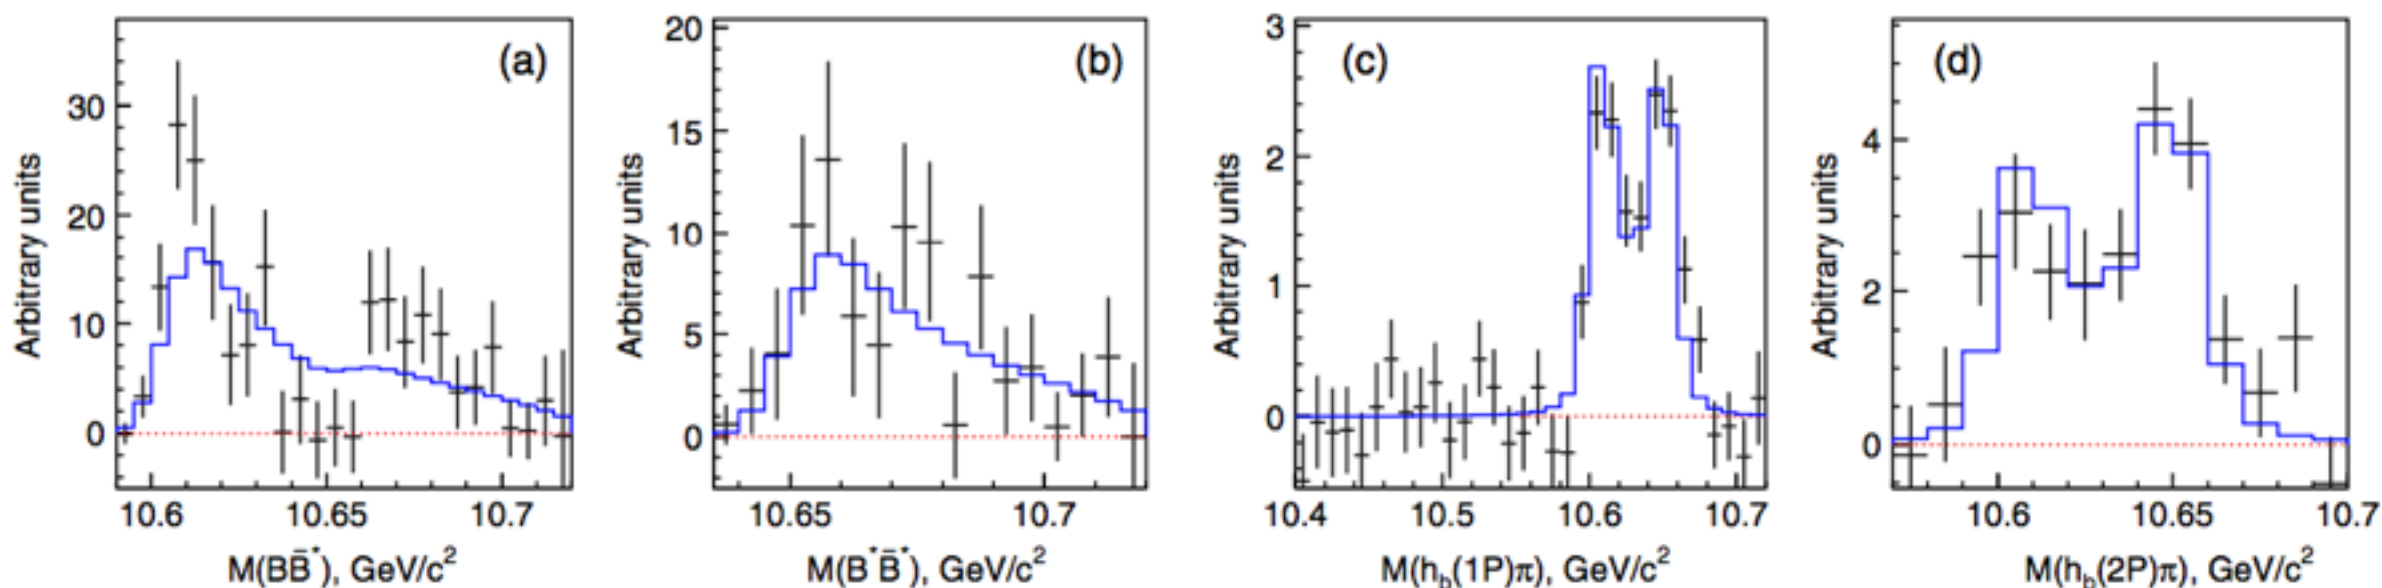 (a)
Arbitrary units
30
20
10
0
10.6 10.65 10.7
M(BB̄*), GeV/c²
(b)
Arbitrary units
20
15
10
5
0
10.65 10.7
M(B*B̄*), GeV/c²
(c)
Arbitrary units
3
2
1
0
10.4 10.5 10.6 10.7
M(h_b(1P)π), GeV/c²
(d)
Arbitrary units
4
2
0
10.6 10.65 10.7
M(h_b(2P)π), GeV/c²